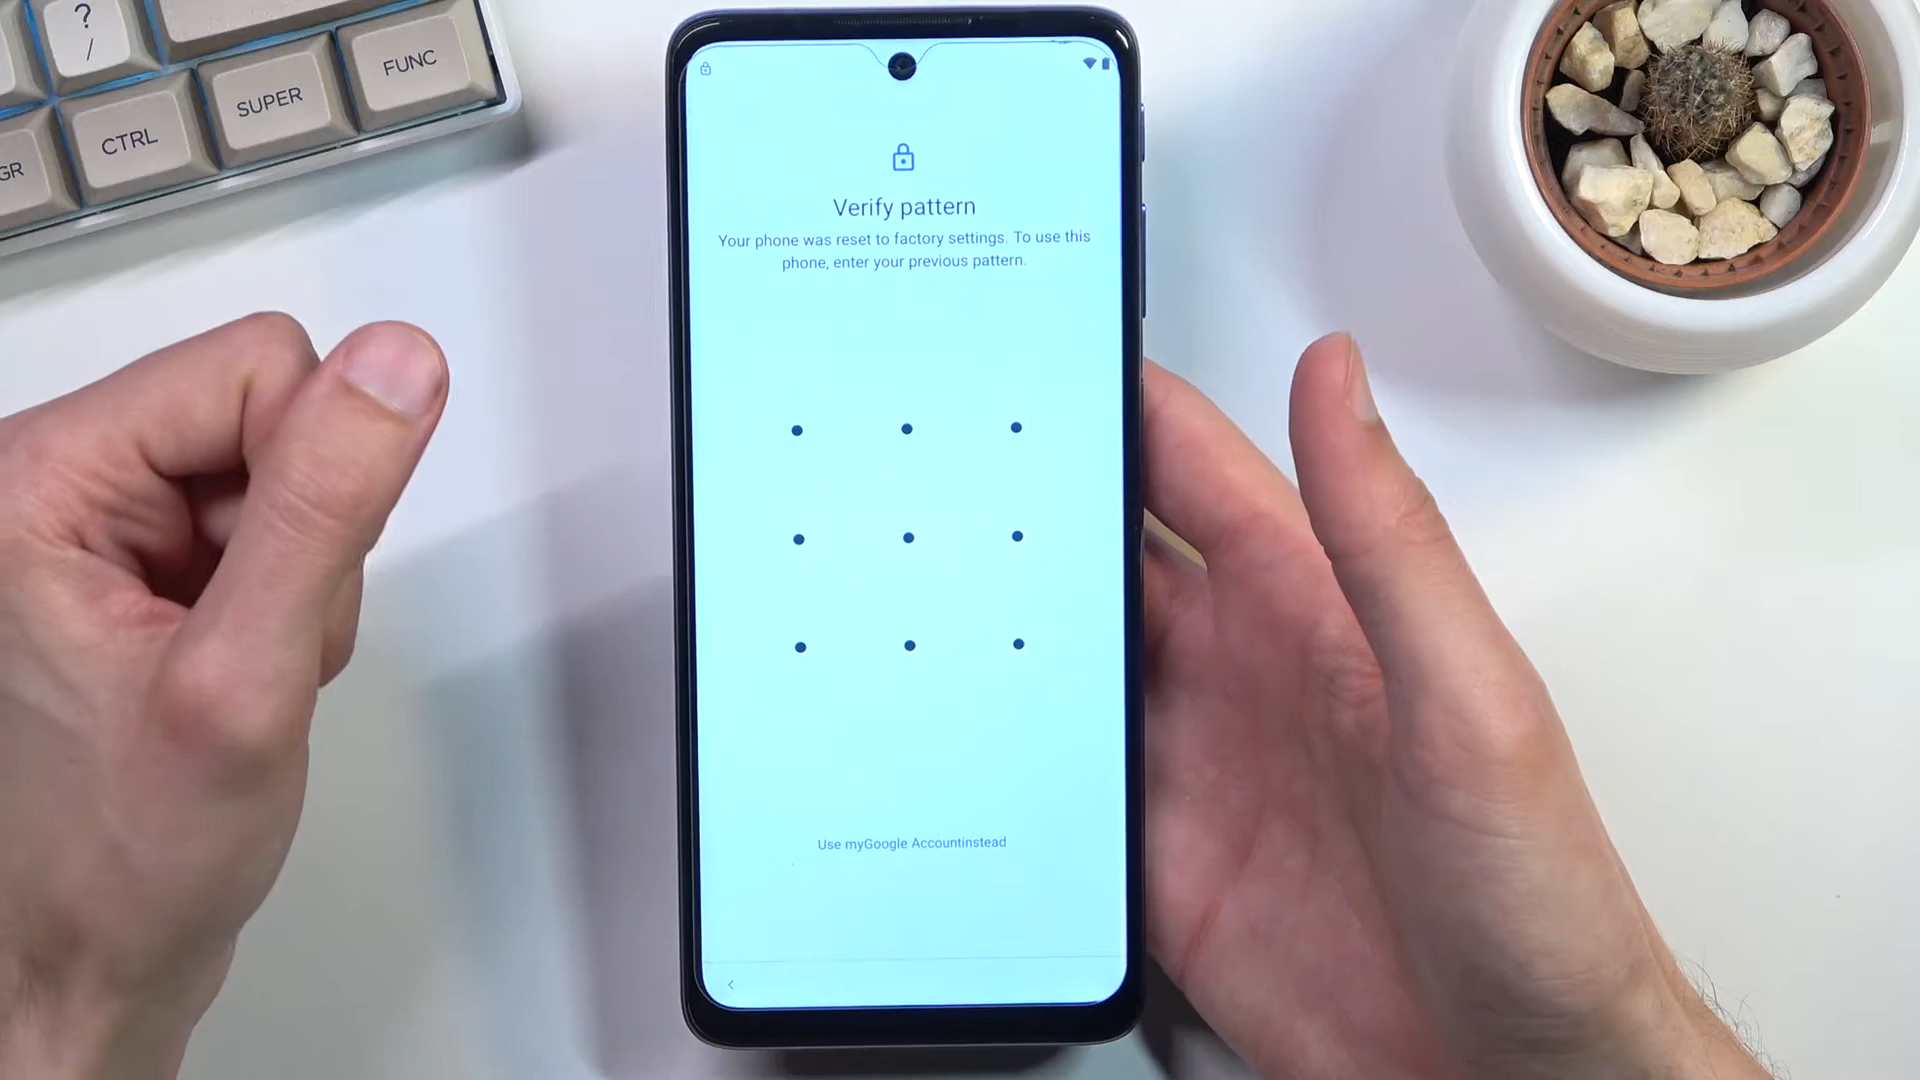 ?
/
FUNC
SUPER
CTRL
GR
Verify pattern
Your phone was reset to factory settings. To use this
phone, enter your previous pattern.
Use myGoogle Accountinstead